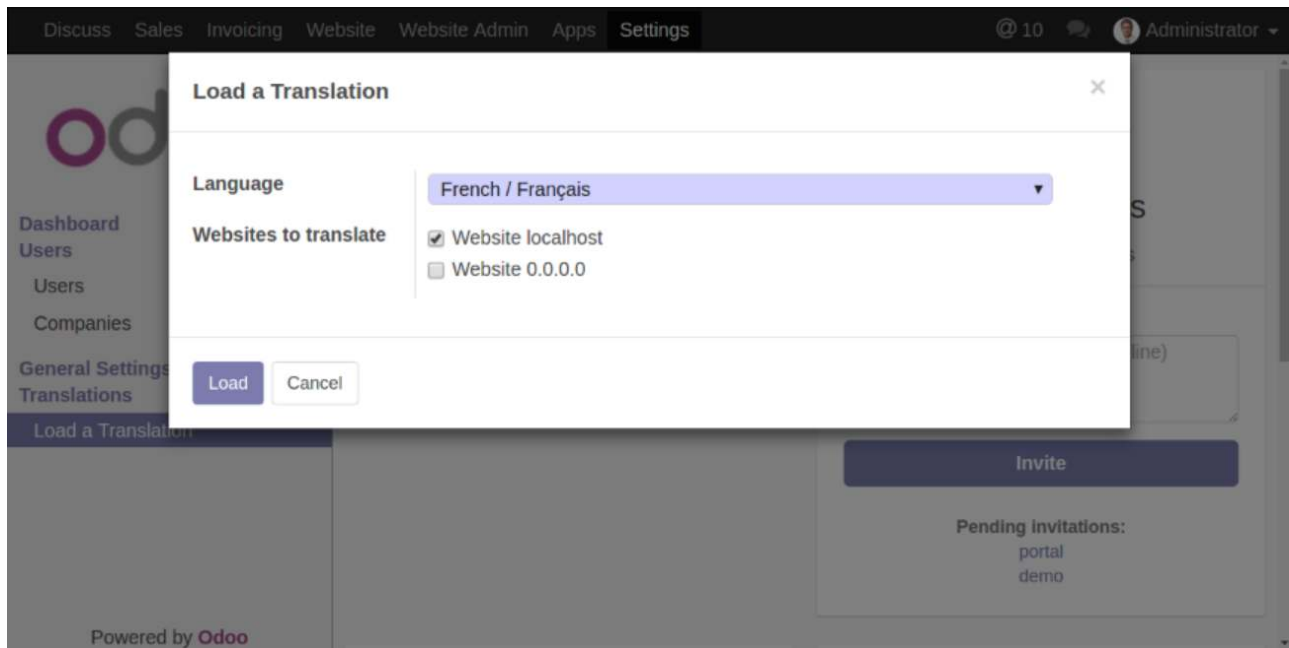 Discuss Sales Invoicing Website Website Admin Apps Settings @ 10 Administrator
Load a Translation ×
Language French / Français
Websites to translate Website localhost
Website 0.0.0.0
Load Cancel
od
Dashboard
Users
Users
Companies
General Settings
Translations
Load a Translation
s
s
line)
Invite
Pending invitations:
portal
demo
Powered by Odoo